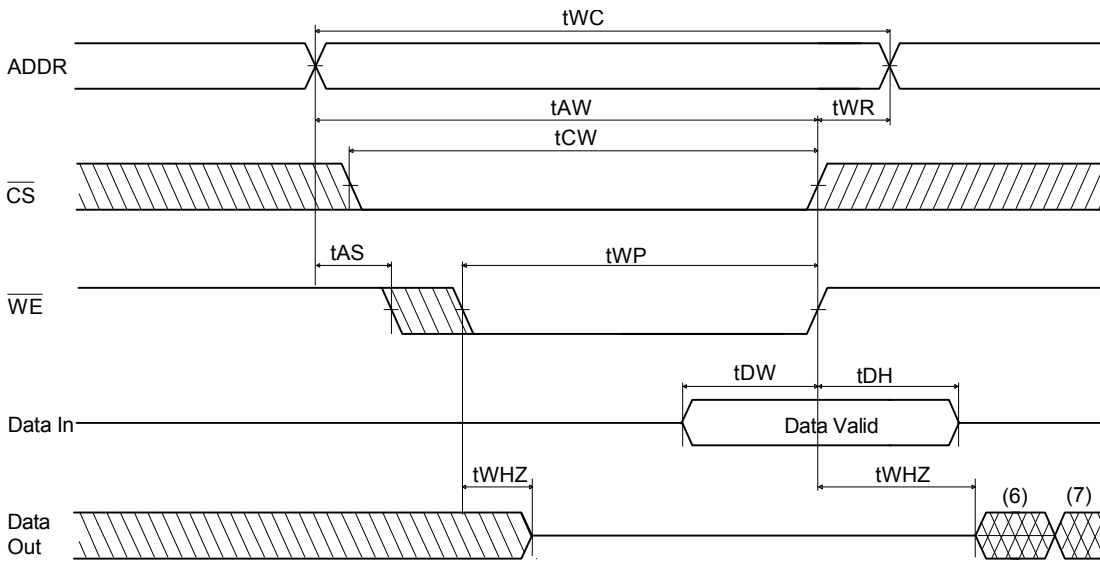 tWC
ADDR
tAW
tWR
tCW
CS
tAS
tWP
WE
tDW
tDH
Data In
Data Valid
tWHZ
tWHZ
(6)
(7)
Data
Out